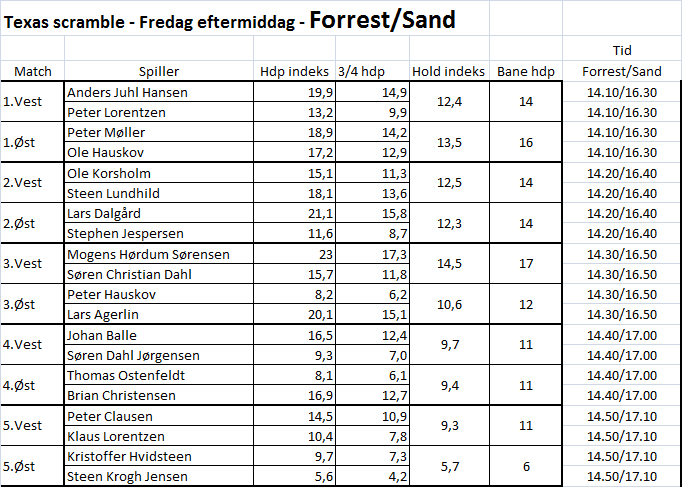 Texas scramble - Fredag eftermiddag - Forrest/Sand
Tid
Match Spiller Hdp indeks 3/4 hdp Hold indeks Bane hdp Forrest/Sand
1.Vest Anders Juhl Hansen 19,9 14,9 12,4 14 14.10/16.30
Peter Lorentzen 13,2 9,9 14.10/16.30
1.Øst Peter Møller 18,9 14,2 13,5 16 14.10/16.30
Ole Hauskov 17,2 12,9 14.10/16.30
2.Vest Ole Korsholm 15,1 11,3 12,5 14 14.20/16.40
Steen Lundhild 18,1 13,6 14.20/16.40
2.Øst Lars Dalgård 21,1 15,8 12,3 14 14.20/16.40
Stephen Jespersen 11,6 8,7 14.20/16.40
3.Vest Mogens Hørdum Sørensen 23 17,3 14,5 17 14.30/16.50
Søren Christian Dahl 15,7 11,8 14.30/16.50
3.Øst Peter Hauskov 8,2 6,2 10,6 12 14.30/16.50
Lars Agerlin 20,1 15,1 14.30/16.50
4.Vest Johan Balle 16,5 12,4 9,7 11 14.40/17.00
Søren Dahl Jørgensen 9,3 7,0 14.40/17.00
4.Øst Thomas Ostenfeldt 8,1 6,1 9,4 11 14.40/17.00
Brian Christensen 16,9 12,7 14.40/17.00
5.Vest Peter Clausen 14,5 10,9 9,3 11 14.50/17.10
Klaus Lorentzen 10,4 7,8 14.50/17.10
5.Øst Kristoffer Hvidsteen 9,7 7,3 5,7 6 14.50/17.10
Steen Krogh Jensen 5,6 4,2 14.50/17.10